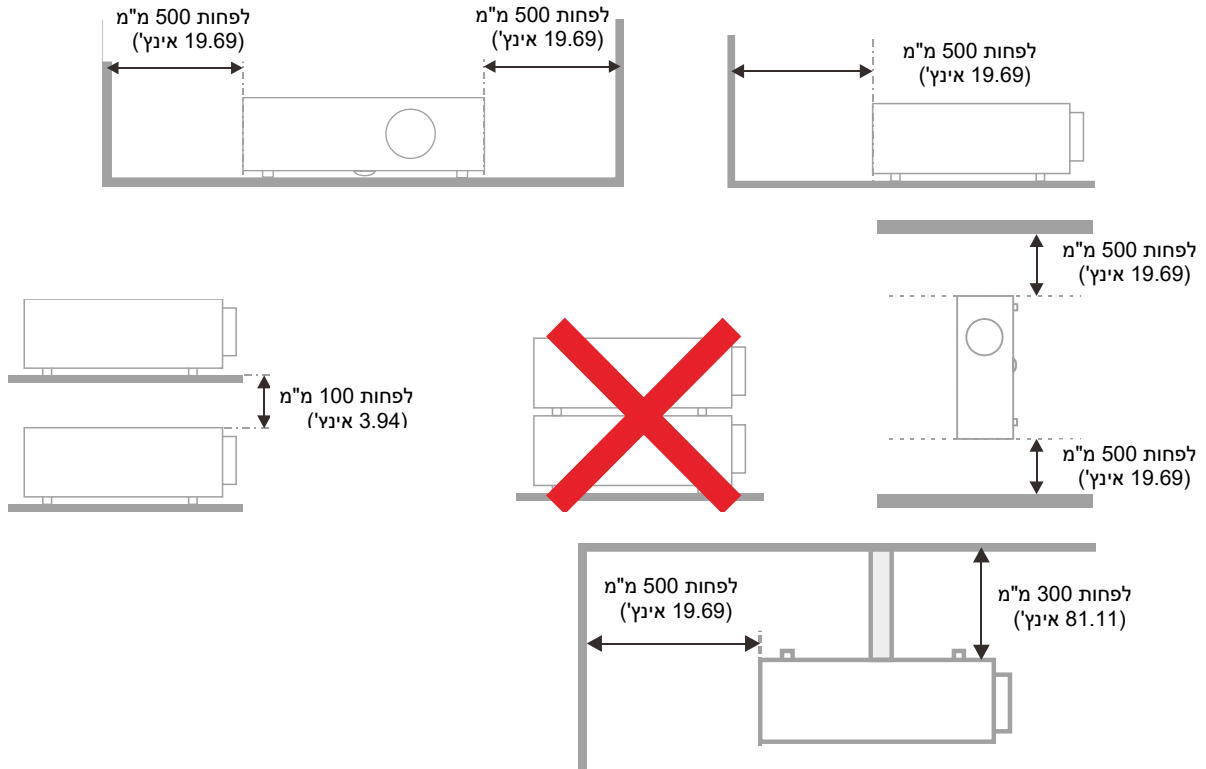 לפחות 500 מ"מ
(19.69 אינץ')
לפחות 500 מ"מ
(19.69 אינץ')
לפחות 500 מ"מ
(19.69 אינץ')
לפחות 500 מ"מ
(19.69 אינץ')
לפחות 100 מ"מ
(3.94 אינץ')
לפחות 500 מ"מ
(19.69 אינץ')
לפחות 500 מ"מ
(19.69 אינץ')
לפחות 300 מ"מ
(81.11 אינץ')